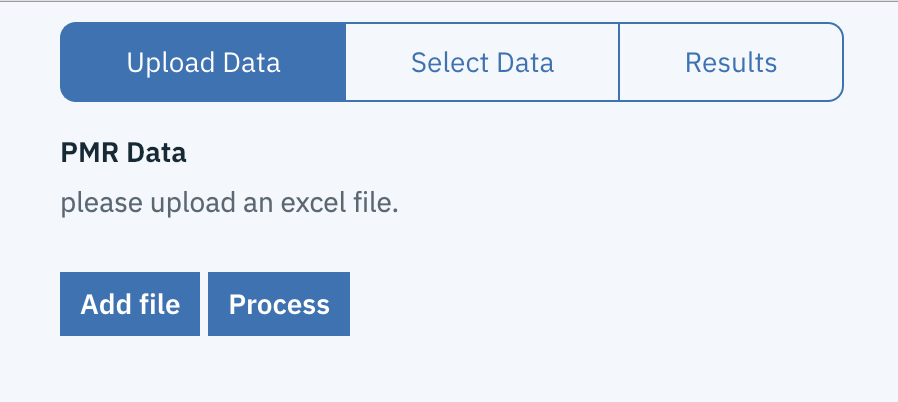 Upload Data Select Data Results
PMR Data
please upload an excel file.
Add file Process